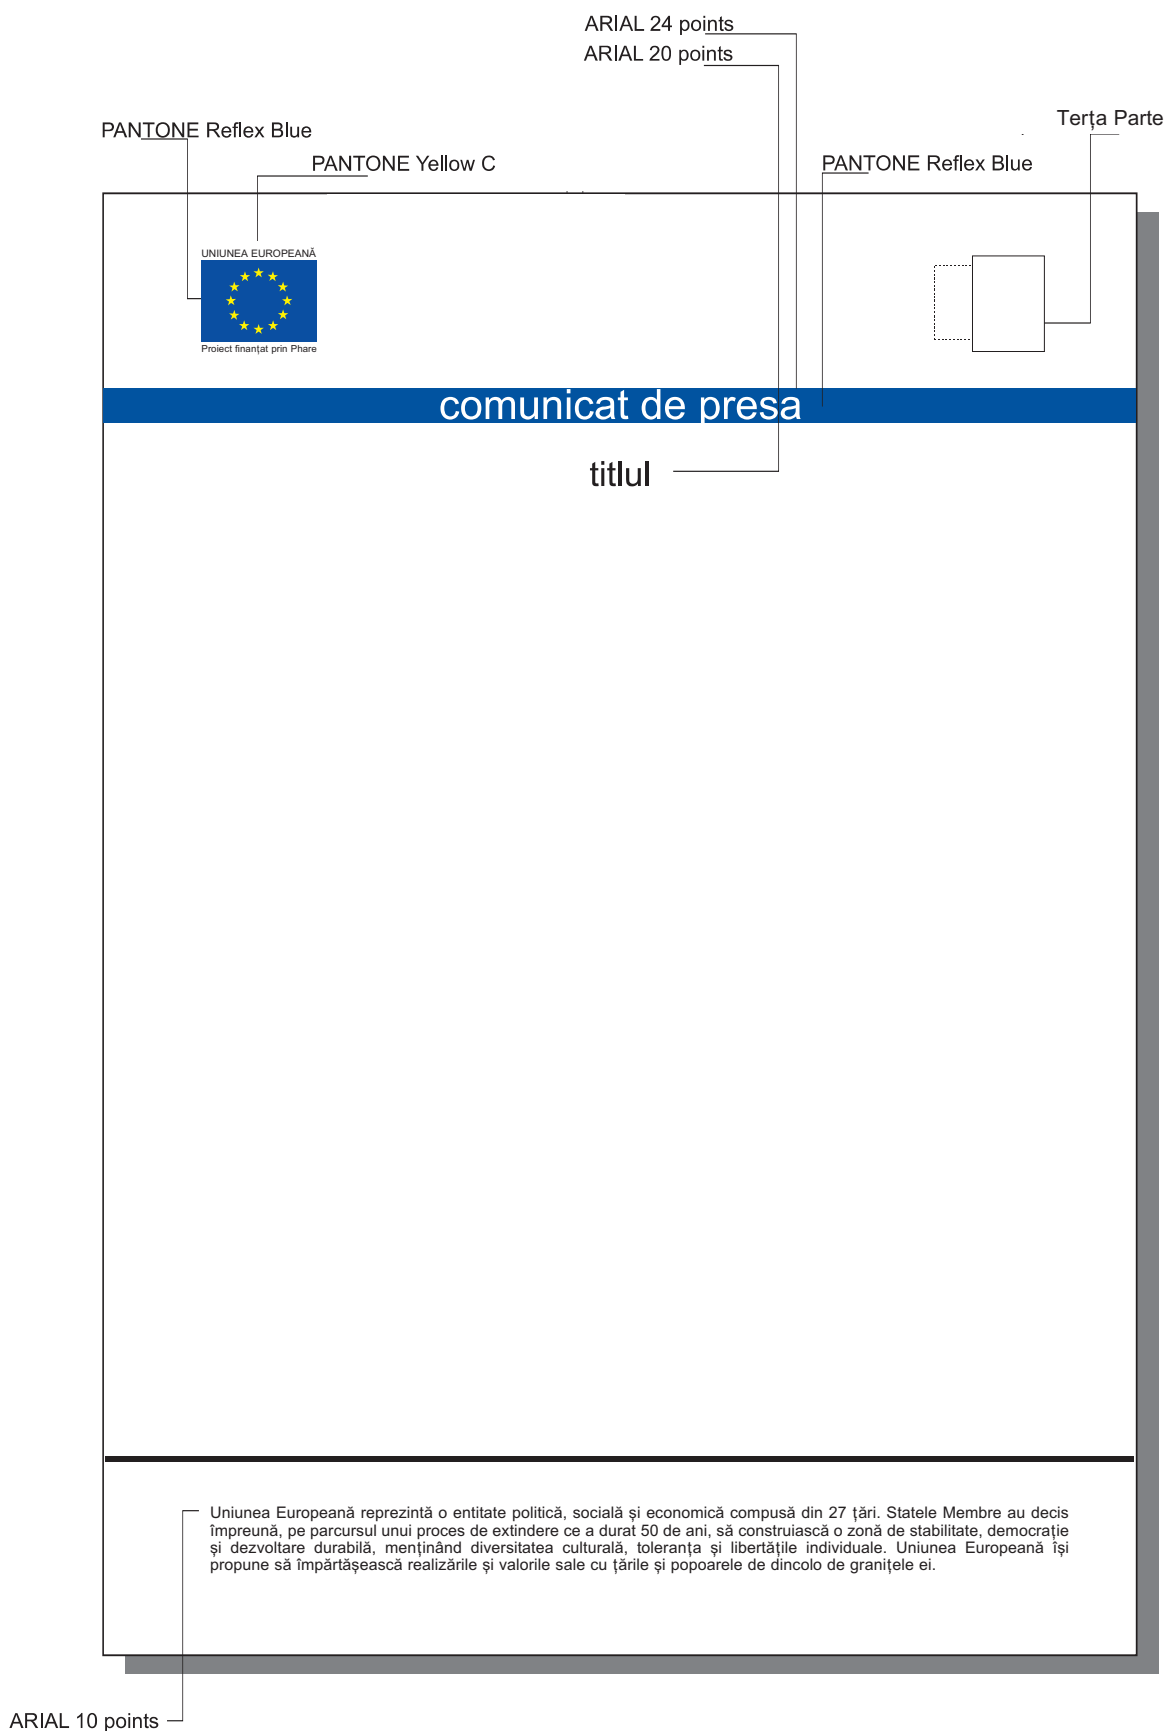 ARIAL 24 points
ARIAL 20 points
Terța Parte
PANTONE Reflex Blue
PANTONE Yellow C
PANTONE Reflex Blue
UNIUNEA EUROPEANĂ
Proiect finanțat prin Phare
comunicat de presa
titlul
Uniunea Europeană reprezintă o entitate politică, socială și economică compusă din 27 țări. Statele Membre au decis
împreună, pe parcursul unui proces de extindere ce a durat 50 de ani, să construiască o zonă de stabilitate, democrație
și dezvoltare durabilă, menținând diversitatea culturală, toleranța și libertățile individuale. Uniunea Europeană își
propune să împărtășească realizările și valorile sale cu țările și popoarele de dincolo de granițele ei.
ARIAL 10 points